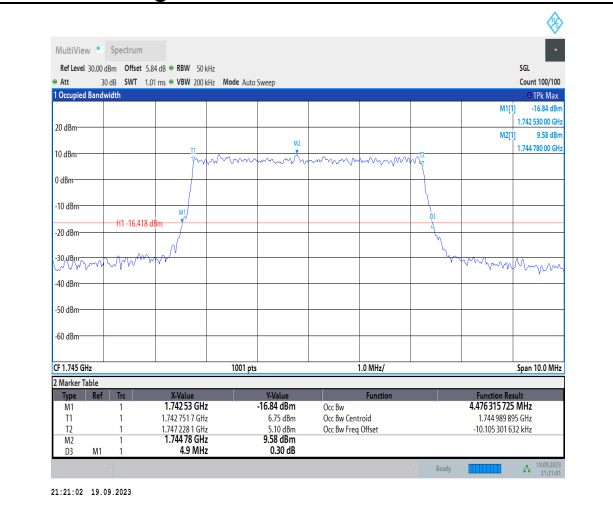 MultiView * Spectrum
Ref Level 30.00 dBm Offset 5.84 dB RBW 50 kHz SGL
Att 30 dB SWT 1.01 ms VBW 200 kHz Mode Auto Sweep Count 100/100
1 Occupied Bandwidth 1Pk Max
M1[1] -16.84 dBm
1.742 530 00 GHz
M2[1] 9.58 dBm
1.744 780 00 GHz
20 dBm
M2
T1
T2
10 dBm
0 dBm
-10 dBm
M1
D3
H1 -16.418 dBm
-20 dBm
-30 dBm
-40 dBm
-50 dBm
-60 dBm
CF 1.745 GHz 1001 pts 1.0 MHz/ Span 10.0 MHz
2 Marker Table
Type Ref Trc X-Value Y-Value Function Function Result
M1 1 1.742 53 GHz -16.84 dBm Occ Bw 4.476 315 725 MHz
T1 1 1.742 751 7 GHz 6.75 dBm Occ Bw Centroid 1.744 989 895 GHz
T2 1 1.747 228 1 GHz 5.10 dBm Occ Bw Freq Offset -10.105 301 632 kHz
M2 1 1.744 78 GHz 9.58 dBm
D3 M1 1 4.9 MHz 0.30 dB
Ready 19.09.2023
21:21:01
21:21:02 19.09.2023